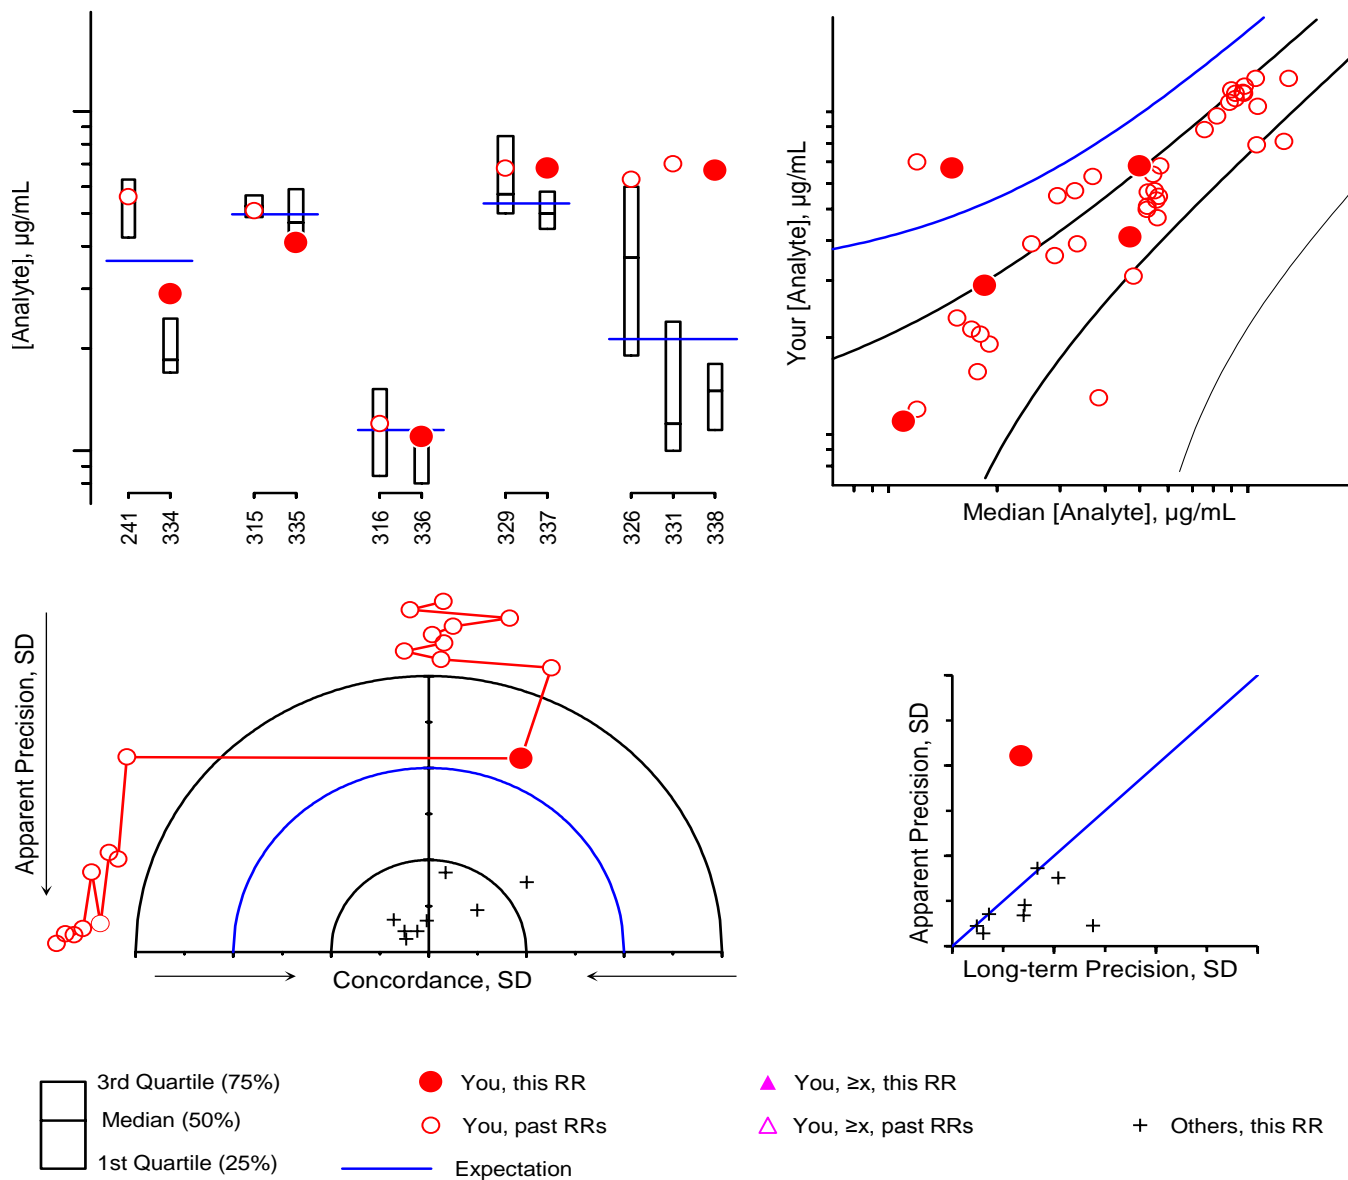 [Analyte], µg/mL
241
334
315
335
316
336
329
337
326
331
338
Your [Analyte], µg/mL
Median [Analyte], µg/mL
Apparent Precision, SD
Concordance, SD
Apparent Precision, SD
Long-term Precision, SD
3rd Quartile (75%)
Median (50%)
1st Quartile (25%)
You, this RR
You, past RRs
Expectation
You, ≥x, this RR
You, ≥x, past RRs
Others, this RR